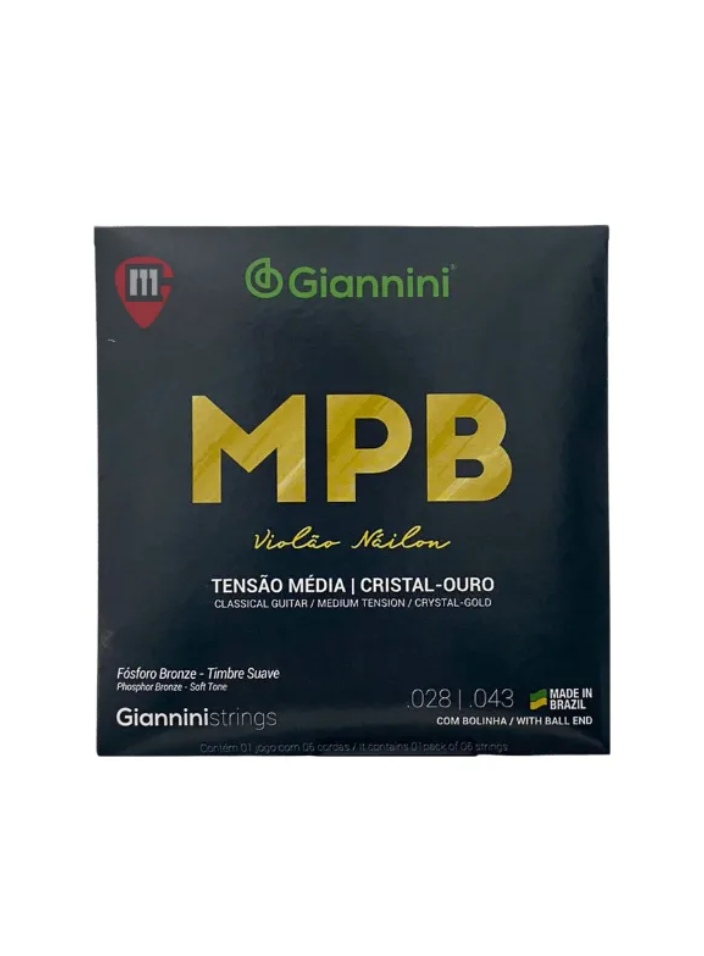 Giannini
MPB
Violão Náilon
TENSÃO MÉDIA | CRISTAL-OURO
CLASSICAL GUITAR / MEDIUM TENSION / CRYSTAL-GOLD
Fósforo Bronze - Timbre Suave
Phosphor Bronze - Soft Tone
Gianninistrings
.028 | .043
MADE IN
BRAZIL
COM BOLINHA / WITH BALL END
Contém 01 jogo com 06 cordas / It contains 01 pack of 06 strings